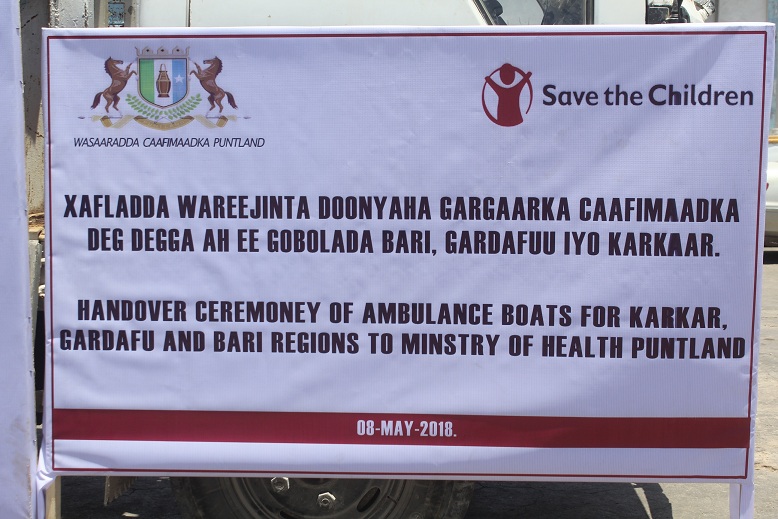 WASAARADDA CAAFIMAADKA PUNTLAND
Save the Children
XAFLADDA WAREEJINTA DOONYAHA GARGAARKA CAAFIMAADKA
DEG DEGGA AH EE GOBOLADA BARI, GARDAFUU IYO KARKAAR.
HANDOVER CEREMONEY OF AMBULANCE BOATS FOR KARKAR,
GARDAFU AND BARI REGIONS TO MINSTRY OF HEALTH PUNTLAND
08-MAY-2018.